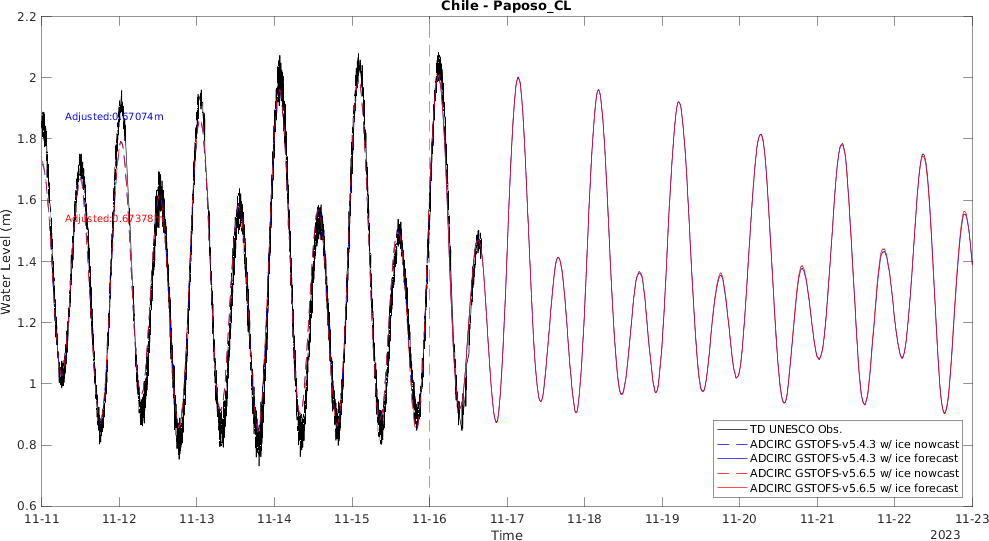 Chile - Paposo_CL
2.2
2
1.8
1.6
1.4
1.2
1
0.8
0.6
Water Level (m)
Adjusted:0.67074m
Adjusted:0.67378m
TD UNESCO Obs.
ADCIRC GSTOFS-v5.4.3 w/ ice nowcast
ADCIRC GSTOFS-v5.4.3 w/ ice forecast
ADCIRC GSTOFS-v5.6.5 w/ ice nowcast
ADCIRC GSTOFS-v5.6.5 w/ ice forecast
11-11 11-12 11-13 11-14 11-15 11-16 11-17 11-18 11-19 11-20 11-21 11-22 11-23
Time
2023